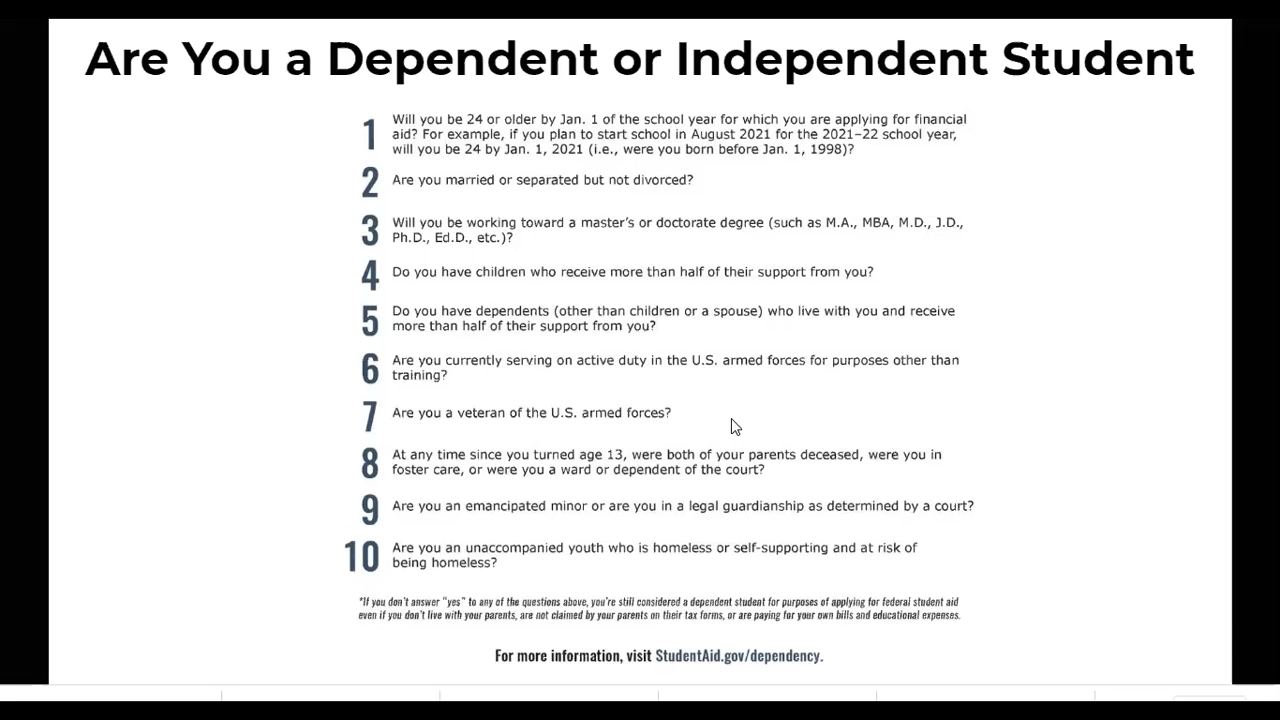 Are You a Dependent or Independent Student
1 Will you be 24 or older by Jan. 1 of the school year for which you are applying for financial
aid? For example, if you plan to start school in August 2021 for the 2021–22 school year,
will you be 24 by Jan. 1, 2021 (i.e., were you born before Jan. 1, 1998)?
2 Are you married or separated but not divorced?
3 Will you be working toward a master's or doctorate degree (such as M.A., MBA, M.D., J.D.,
Ph.D., Ed.D., etc.)?
4 Do you have children who receive more than half of their support from you?
5 Do you have dependents (other than children or a spouse) who live with you and receive
more than half of their support from you?
6 Are you currently serving on active duty in the U.S. armed forces for purposes other than
training?
7 Are you a veteran of the U.S. armed forces?
8 At any time since you turned age 13, were both of your parents deceased, were you in
foster care, or were you a ward or dependent of the court?
9 Are you an emancipated minor or are you in a legal guardianship as determined by a court?
10 Are you an unaccompanied youth who is homeless or self-supporting and at risk of
being homeless?
*If you don't answer "yes" to any of the questions above, you're still considered a dependent student for purposes of applying for federal student aid
even if you don't live with your parents, are not claimed by your parents on their tax forms, or are paying for your own bills and educational expenses.
For more information, visit StudentAid.gov/dependency.